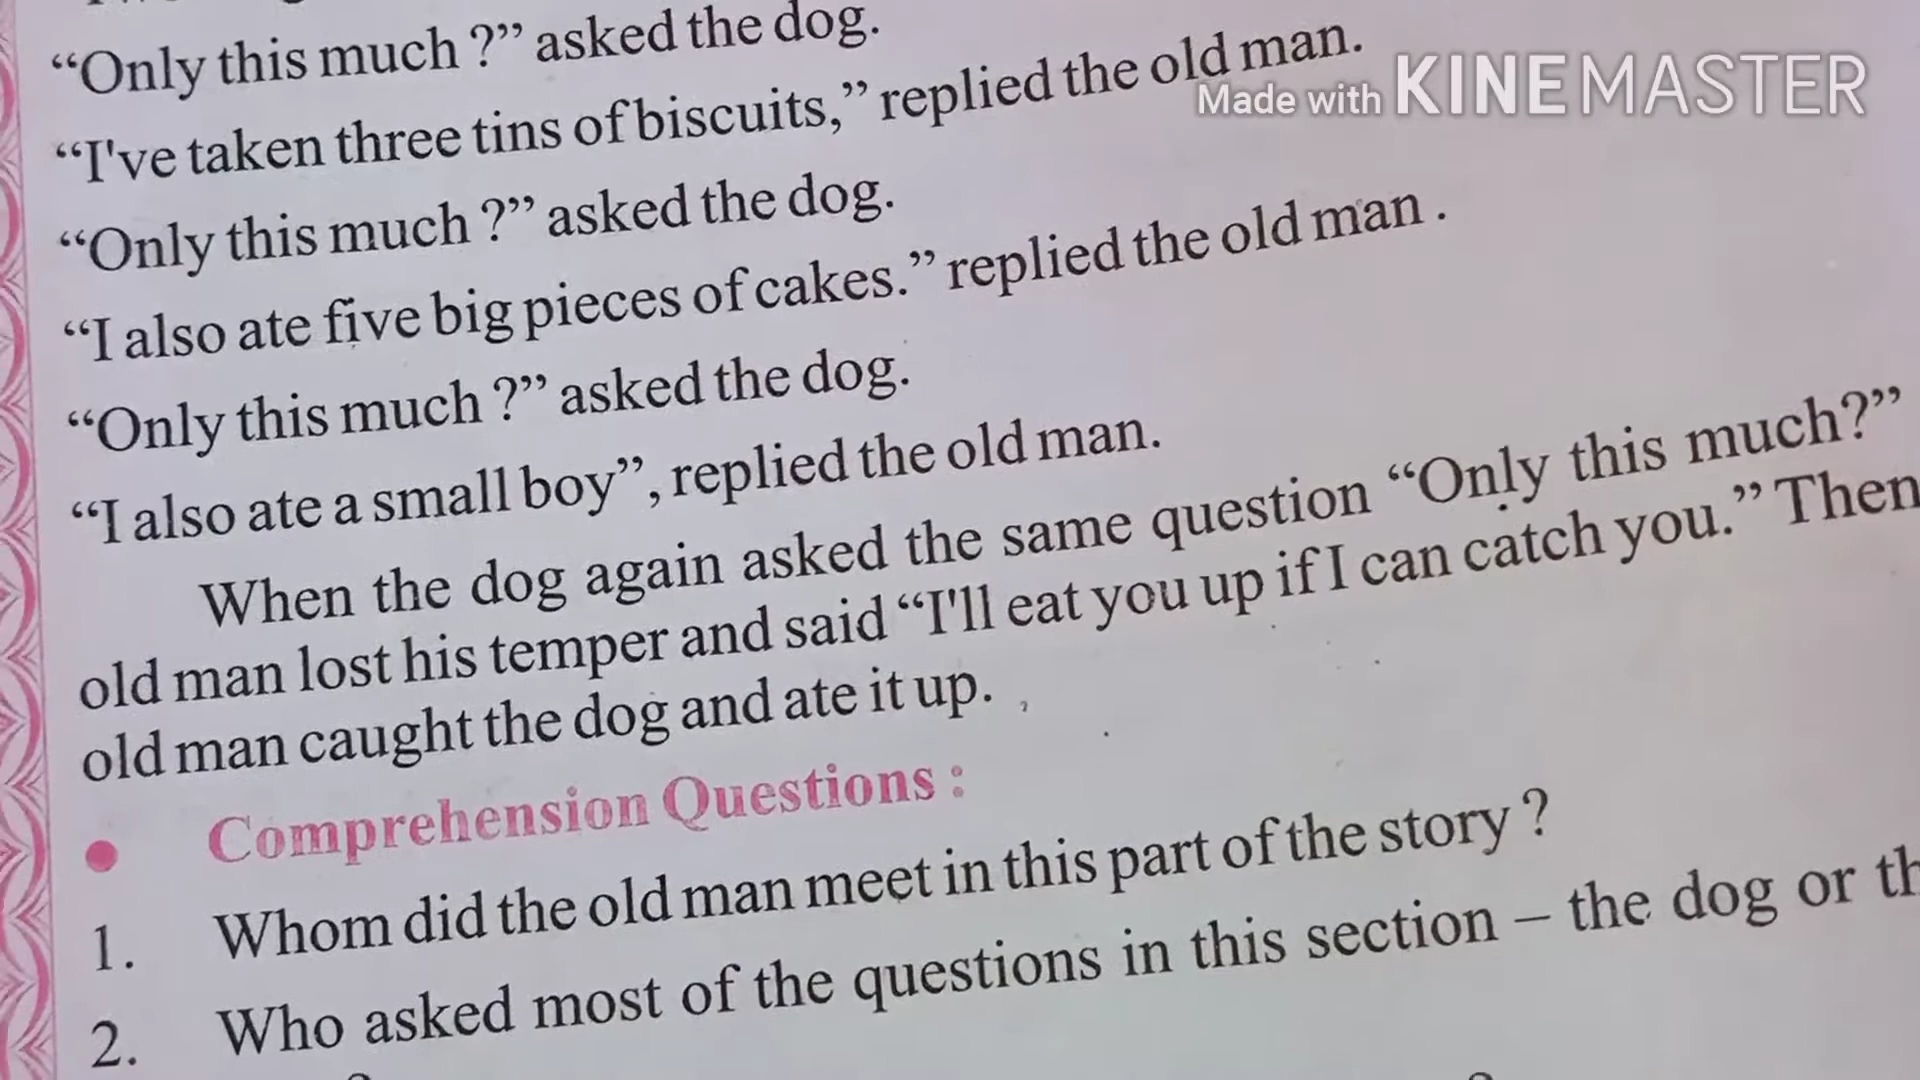 “Only this much ?” asked the dog.
“I've taken three tins of biscuits,” replied the old man.
Made with KINEMASTER
“Only this much ?” asked the dog.
“I also ate five big pieces of cakes.” replied the old man .
“Only this much ?” asked the dog.
“I also ate a small boy”, replied the old man.
When the dog again asked the same question “Only this much?”
old man lost his temper and said “I'll eat you up if I can catch you.” Then
old man caught the dog and ate it up.
● Comprehension Questions :
1. Whom did the old man meet in this part of the story ?
2. Who asked most of the questions in this section – the dog or th